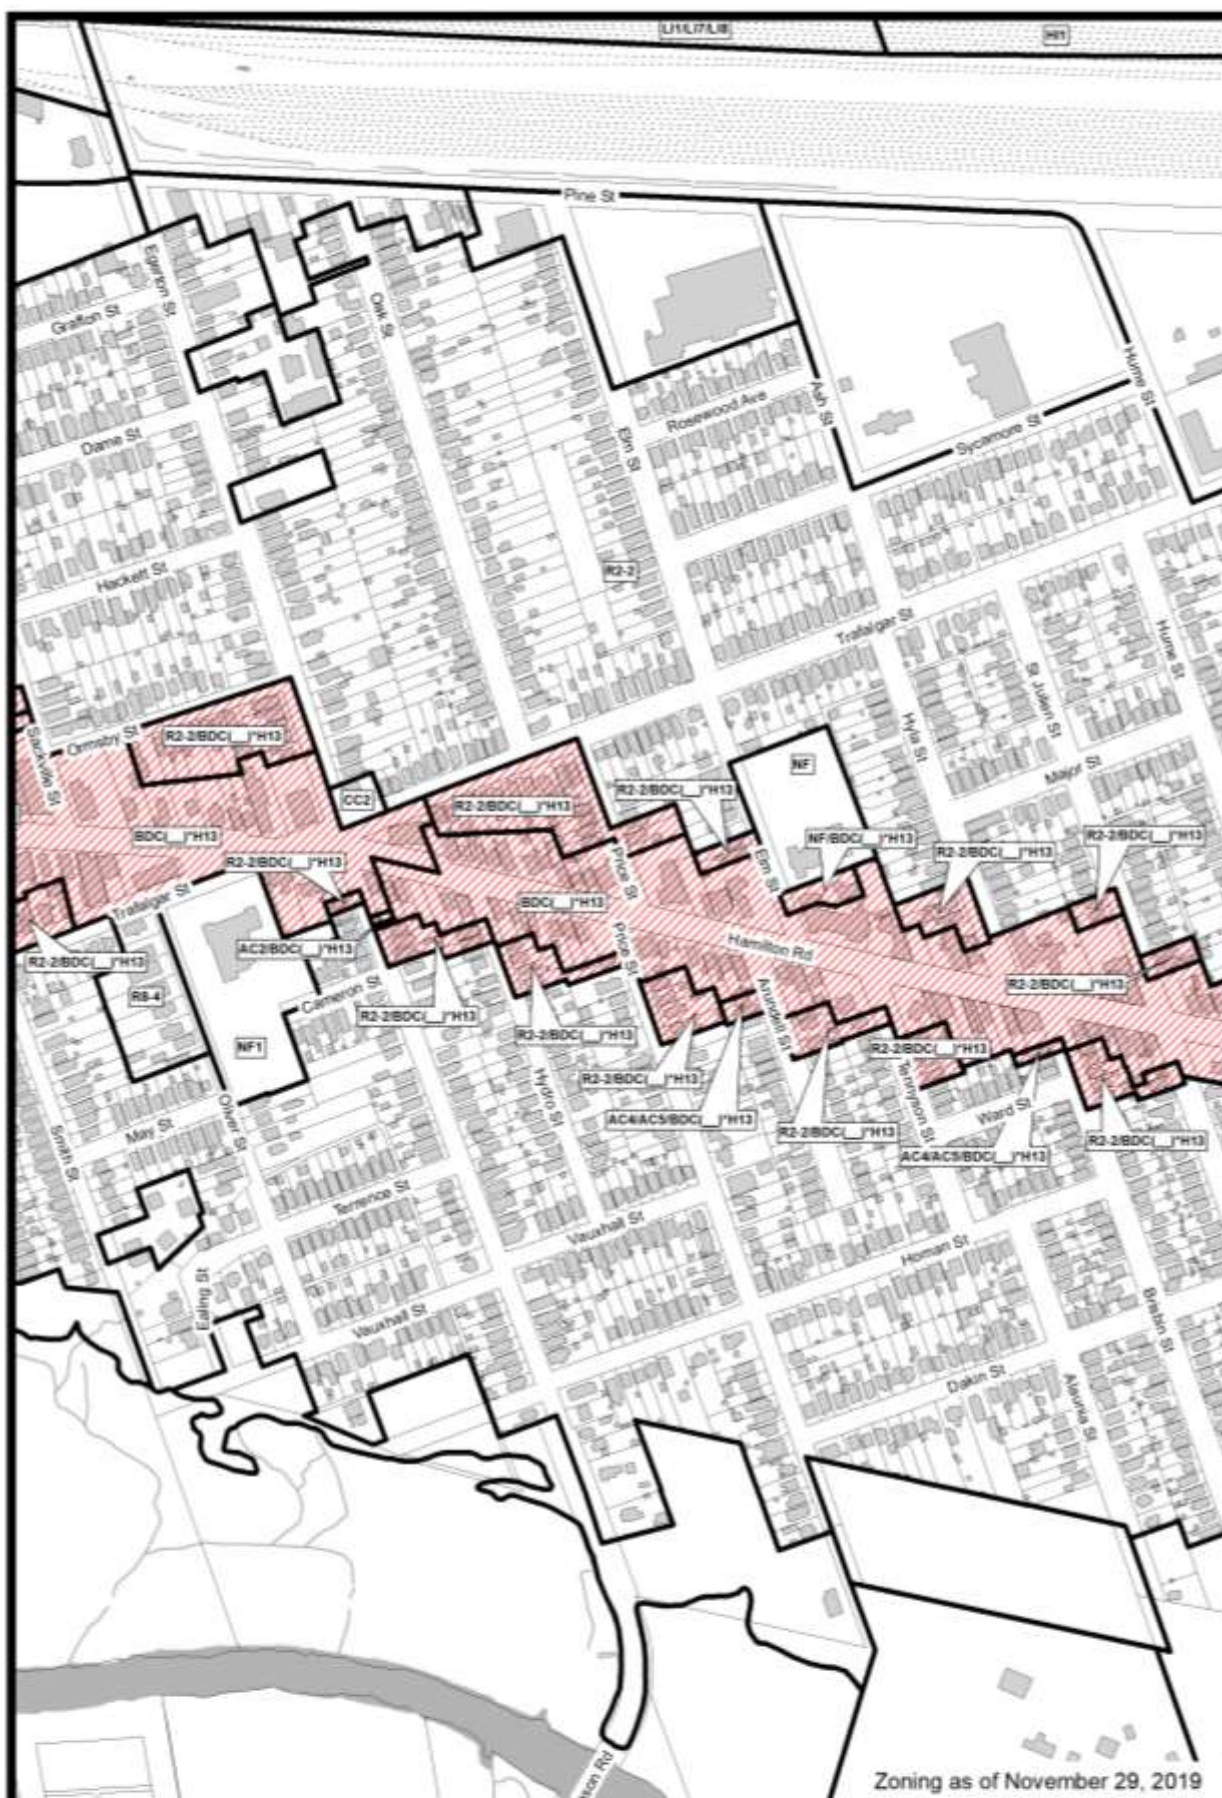 LI1/LI7/LI8
HI1
Pine St
Egerton St
Grafton St
Oak St
Hume St
Ash St
Rosewood Ave
Dame St
Elm St
Sycamore St
Hackett St
R2-2
Trafalgar St
Hume St
St Julien St
Hyla St
Sackville St
Ormsby St
R2-2/BDC(__)*H13
NF
Major St
CC2
R2-2/BDC(__)*H13
R2-2/BDC(__)*H13
BDC(__)*H13
NF/BDC(__)*H13
R2-2/BDC(__)*H13
R2-2/BDC(__)*H13
R2-2/BDC(__)*H13
Price St
Elm St
Trafalgar St
BDC(__)*H13
Price St
Hamilton Rd
AC2/BDC(__)*H13
R2-2/BDC(__)*H13
R8-4
Cameron St
R2-2/BDC(__)*H13
R2-2/BDC(__)*H13
Arundell St
NF1
R2-2/BDC(__)*H13
R2-2/BDC(__)*H13
R2-2/BDC(__)*H13
Hydro St
Tennyson St
Oliver St
May St
AC4/AC5/BDC(__)*H13
R2-2/BDC(__)*H13
Ward St
AC4/AC5/BDC(__)*H13
R2-2/BDC(__)*H13
Smith St
Terrence St
Vauxhall St
Homan St
Ealing St
Vauxhall St
Brisbin St
Dakin St
Alaunia St
son Rd
Zoning as of November 29, 2019